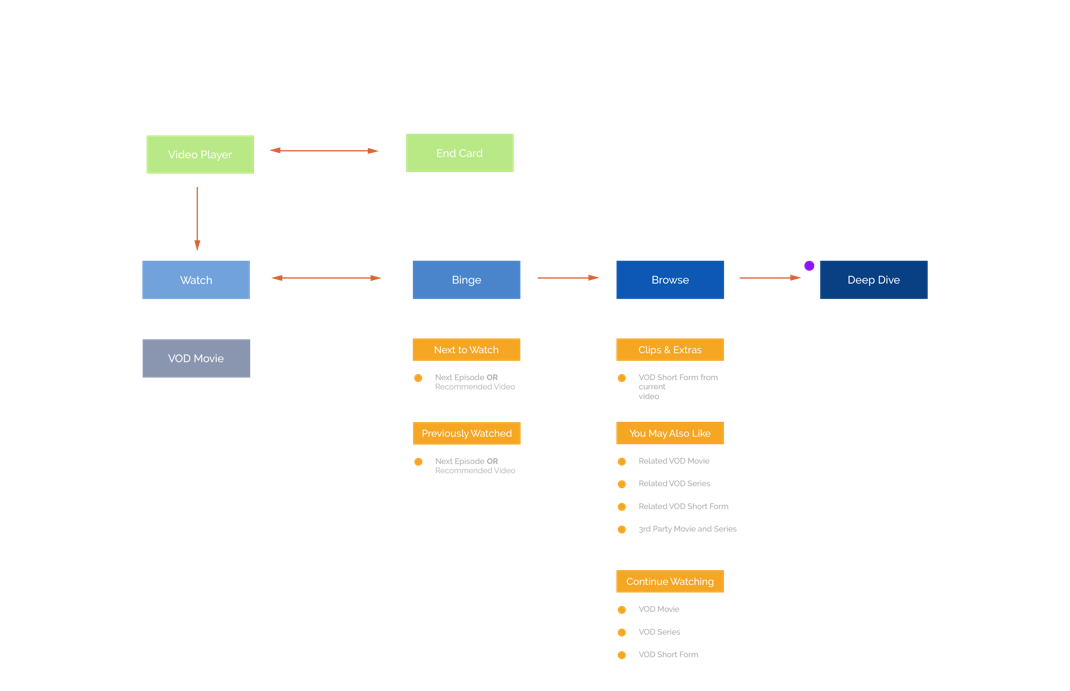 Video Player
End Card
Watch
Binge
Browse
Deep Dive
VOD Movie
Next to Watch
Next Episode OR
Recommended Video
Previously Watched
Next Episode OR
Recommended Video
Clips & Extras
VOD Short Form from
current
video
You May Also Like
Related VOD Movie
Related VOD Series
Related VOD Short Form
3rd Party Movie and Series
Continue Watching
VOD Movie
VOD Series
VOD Short Form